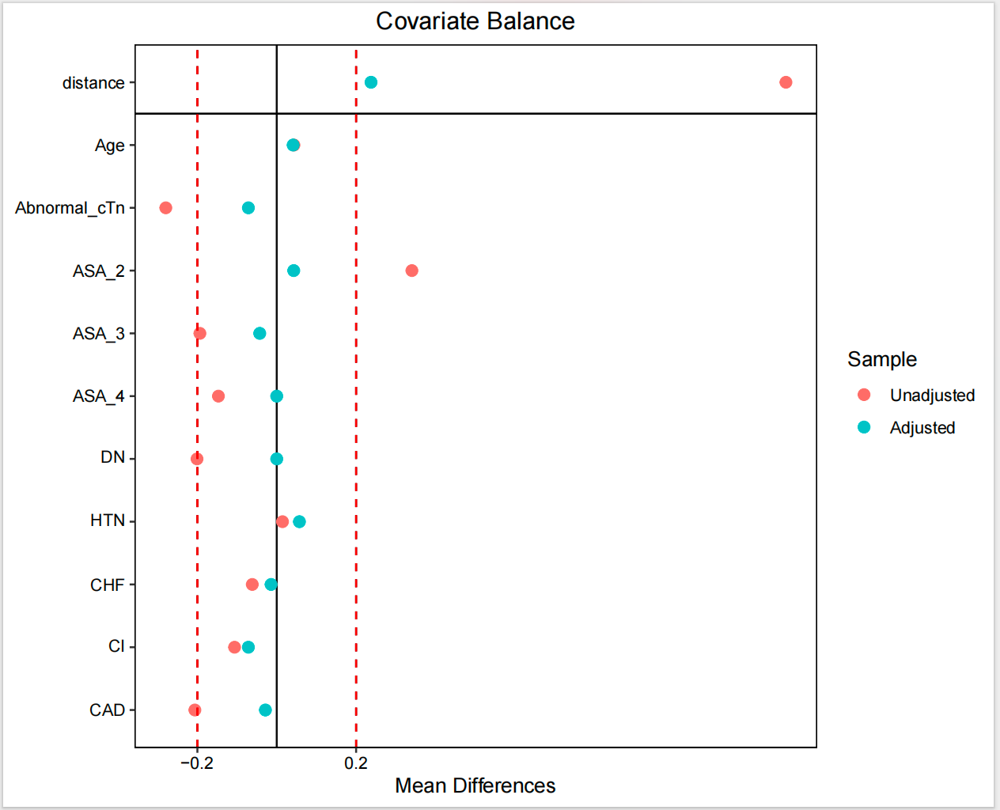 Covariate Balance
distance
Age
Abnormal_cTn
ASA_2
ASA_3
ASA_4
DN
HTN
CHF
CI
CAD
−0.2
0.2
Mean Differences
Sample
Unadjusted
Adjusted